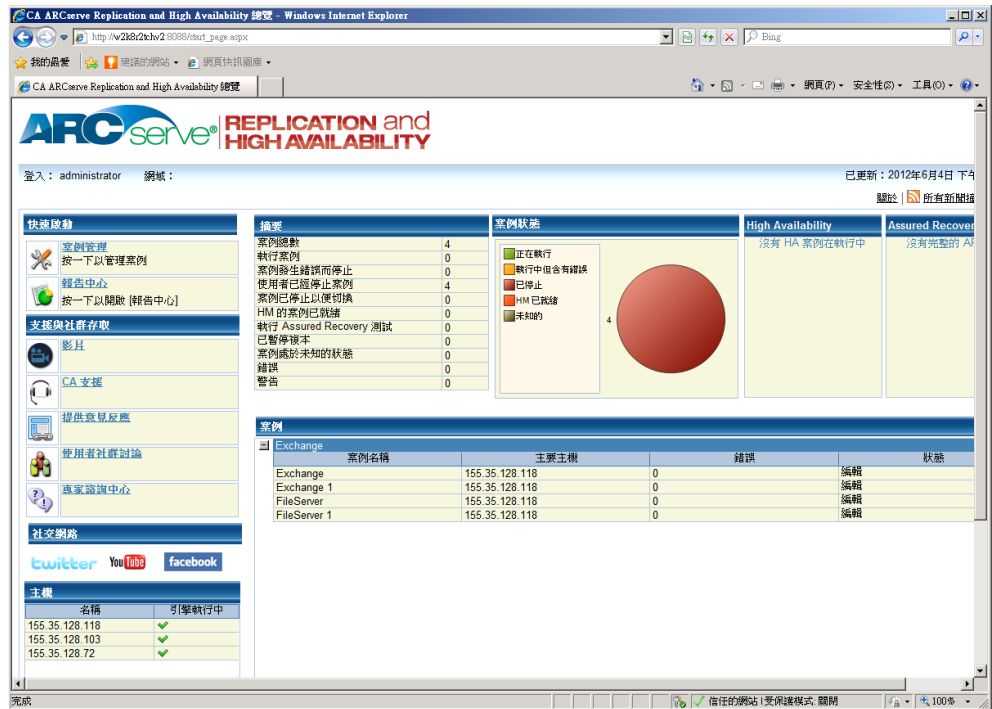 CA ARCserve Replication and High Availability 總覽 - Windows Internet Explorer
http://w2k8r2tchv2:8088/start_page.aspx
Bing
我的最愛 建議的網站 網頁快訊圖庫
CA ARCserve Replication and High Availability 總覽
網頁(P) 安全性(S) 工具(O)
ARCserve® REPLICATION and HIGH AVAILABILITY
登入： administrator 網域：
已更新：2012年6月4日 下午
關於 | 所有新聞摘
快速啟動
案例管理
按一下以管理案例
報告中心
按一下以開啟 [報告中心]
支援與社群存取
影片
CA 支援
提供意見反應
使用者社群討論
專家諮詢中心
社交網路
twitter YouTube facebook
主機
名稱 引擎執行中
155.35.128.118
155.35.128.103
155.35.128.72
摘要
案例總數 4
執行案例 0
案例發生錯誤而停止 0
使用者已經停止案例 4
案例已停止以便切換 0
HM 的案例已就緒 0
執行 Assured Recovery 測試 0
已暫停複本 0
案例處於未知的狀態 0
錯誤 0
警告 0
案例狀態
正在執行
執行中但含有錯誤
已停止
HM 已就緒
未知的
4
High Availability
沒有 HA 案例在執行中
Assured Recover
沒有完整的 AF
案例
Exchange
案例名稱 主要主機 錯誤 狀態
Exchange 155.35.128.118 0 編輯
Exchange 1 155.35.128.118 0 編輯
FileServer 155.35.128.118 0 編輯
FileServer 1 155.35.128.118 0 編輯
完成
信任的網站 | 受保護模式: 關閉
100%